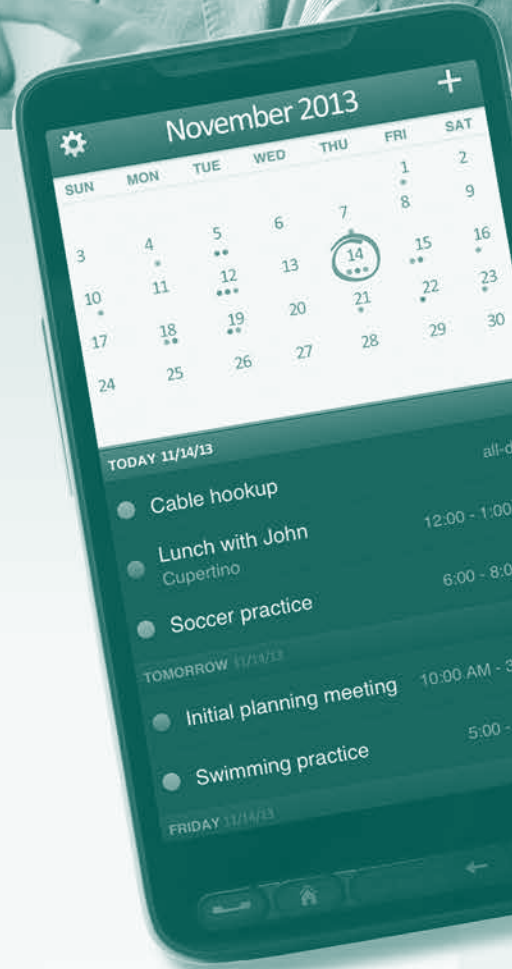 November 2013 +
SUN MON TUE WED THU FRI SAT
1 2
3 4 5 6 7 8 9
10 11 12 13 14 15 16
17 18 19 20 21 22 23
24 25 26 27 28 29 30
TODAY 11/14/13
Cable hookup all-d
Lunch with John 12:00 - 1:00
Cupertino
Soccer practice 6:00 - 8:0
TOMORROW 11/14/13
Initial planning meeting 10:00 AM - 3
Swimming practice 5:00 -
FRIDAY 11/14/13